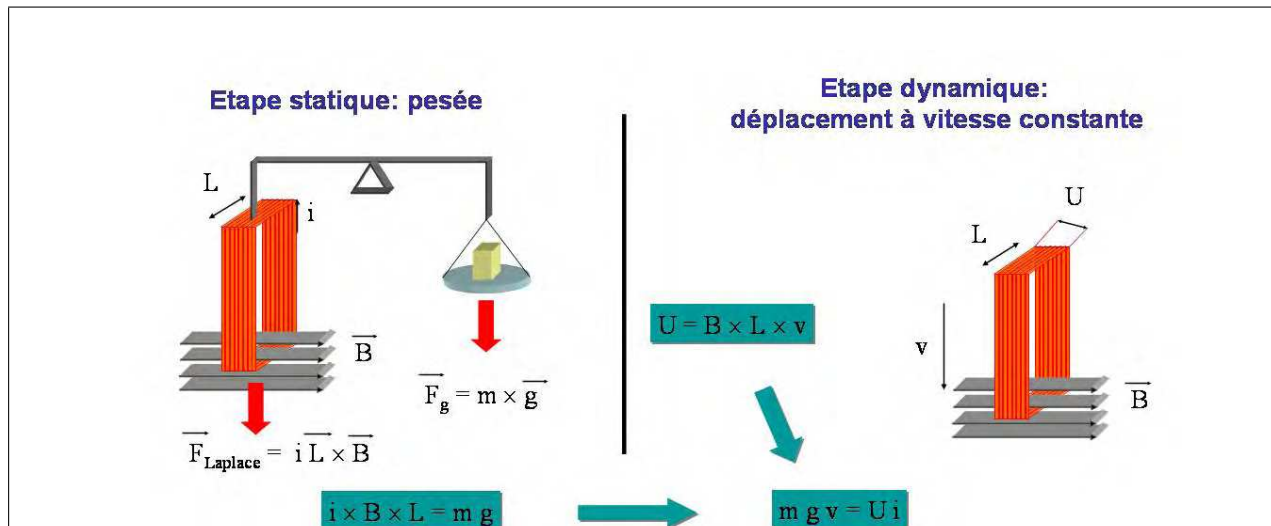 Etape statique: pesée
L
i
B
F_g = m × g
F_Laplace = i L × B
i × B × L = m g
Etape dynamique:
déplacement à vitesse constante
U
L
U = B × L × v
v
B
m g v = U i